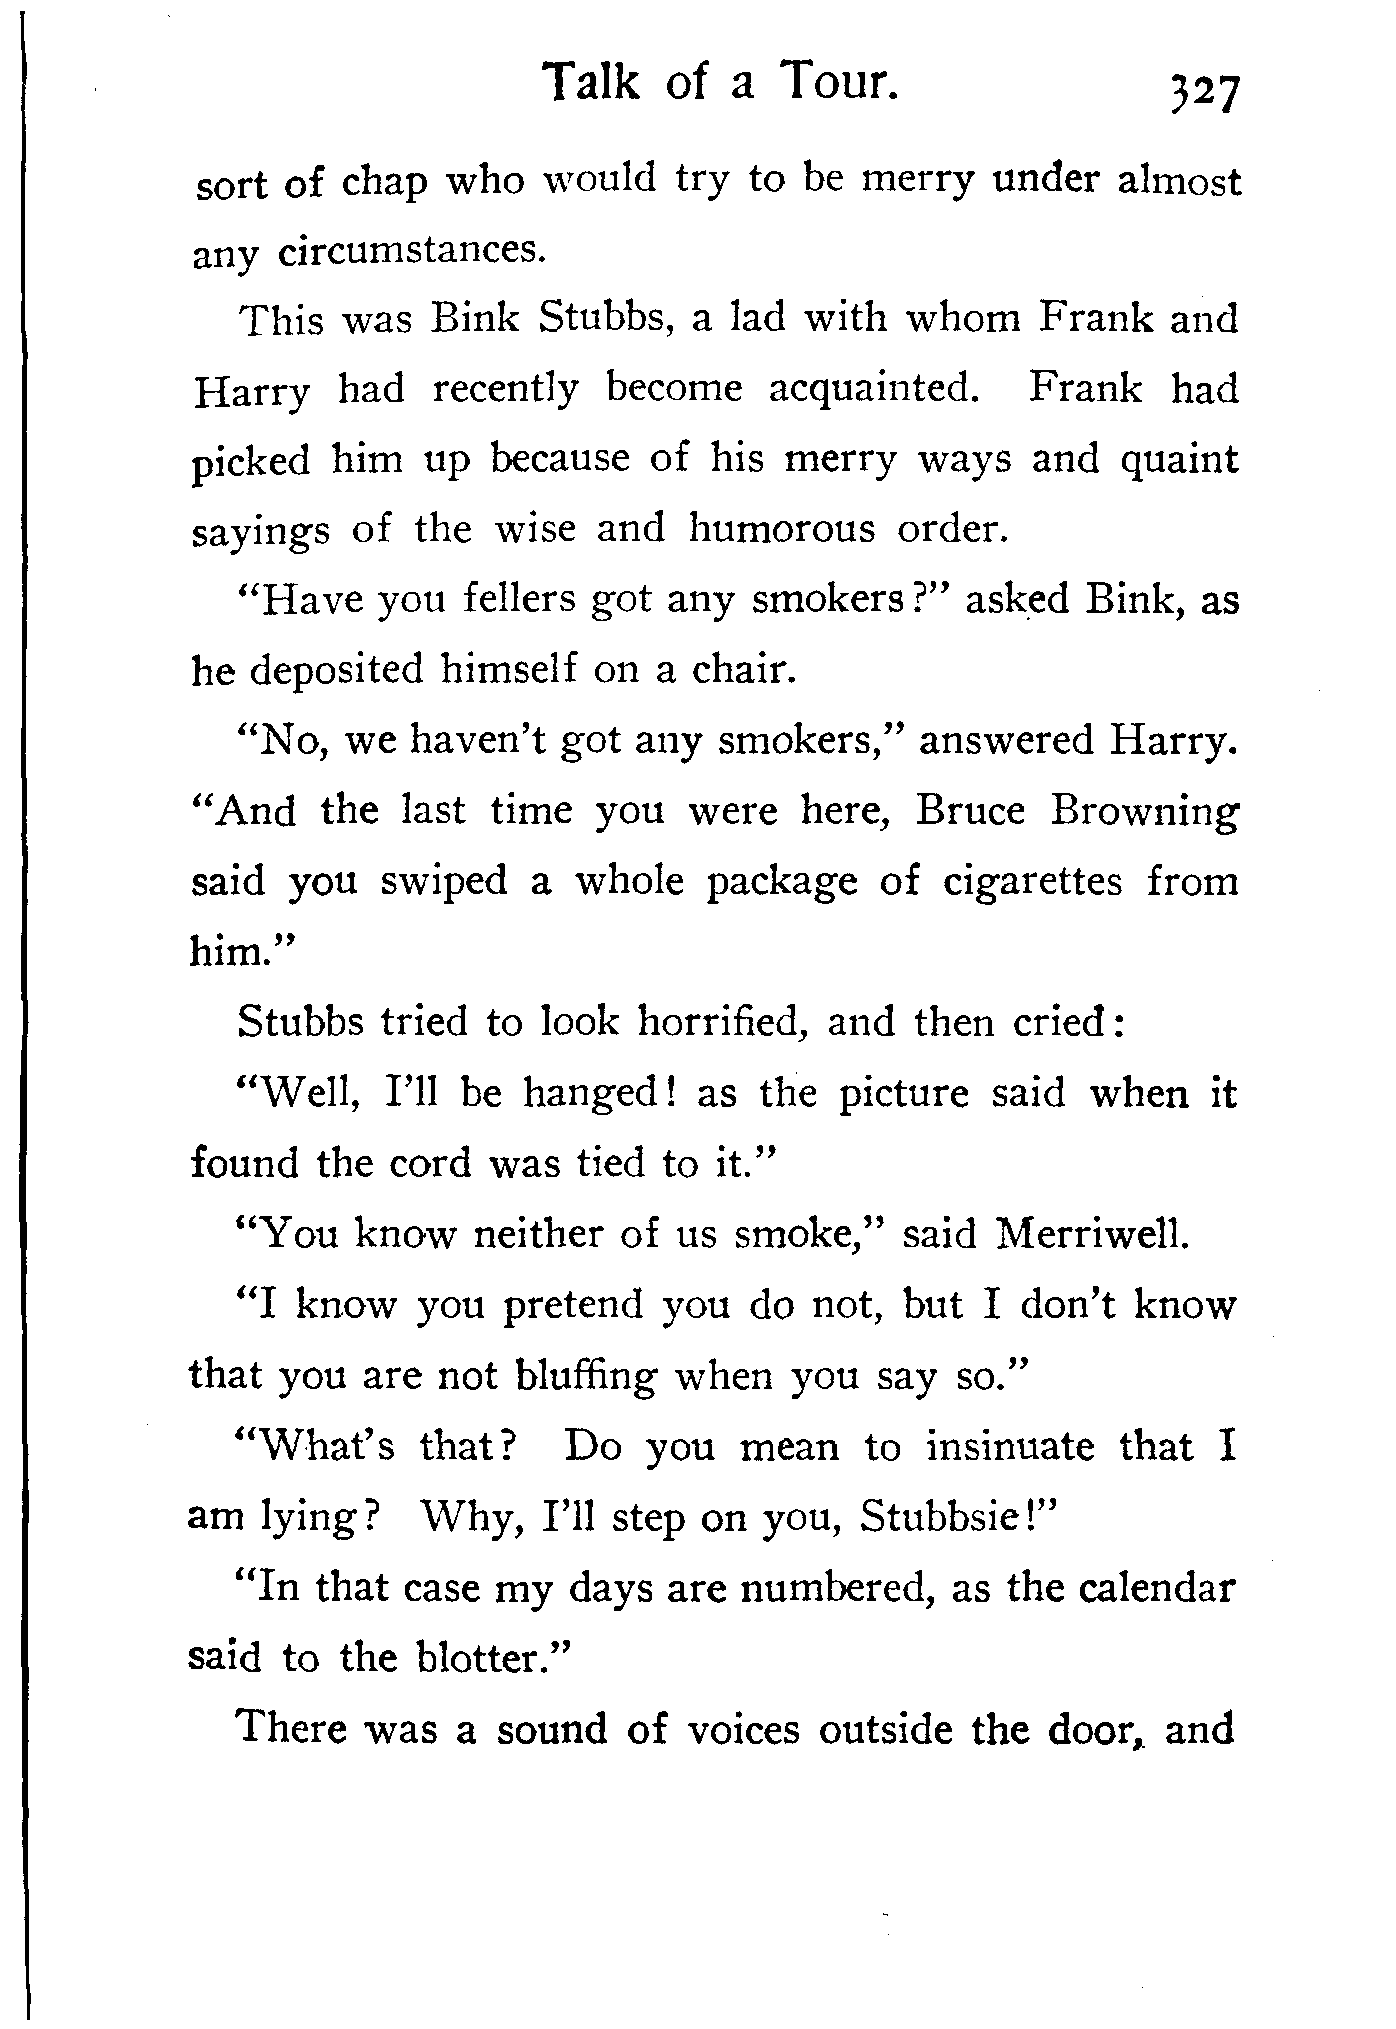 Talk of a Tour. 327
sort of chap who would try to be merry under almost
any circumstances.
This was Bink Stubbs, a lad with whom Frank and
Harry had recently become acquainted. Frank had
picked him up because of his merry ways and quaint
sayings of the wise and humorous order.
"Have you fellers got any smokers?" asked Bink, as
he deposited himself on a chair.
"No, we haven't got any smokers," answered Harry.
"And the last time you were here, Bruce Browning
said you swiped a whole package of cigarettes from
him."
Stubbs tried to look horrified, and then cried:
"Well, I'll be hanged! as the picture said when it
found the cord was tied to it."
"You know neither of us smoke," said Merriwell.
"I know you pretend you do not, but I don't know
that you are not bluffing when you say so."
"What's that? Do you mean to insinuate that I
am lying? Why, I'll step on you, Stubbsie!"
"In that case my days are numbered, as the calendar
said to the blotter."
There was a sound of voices outside the door, and